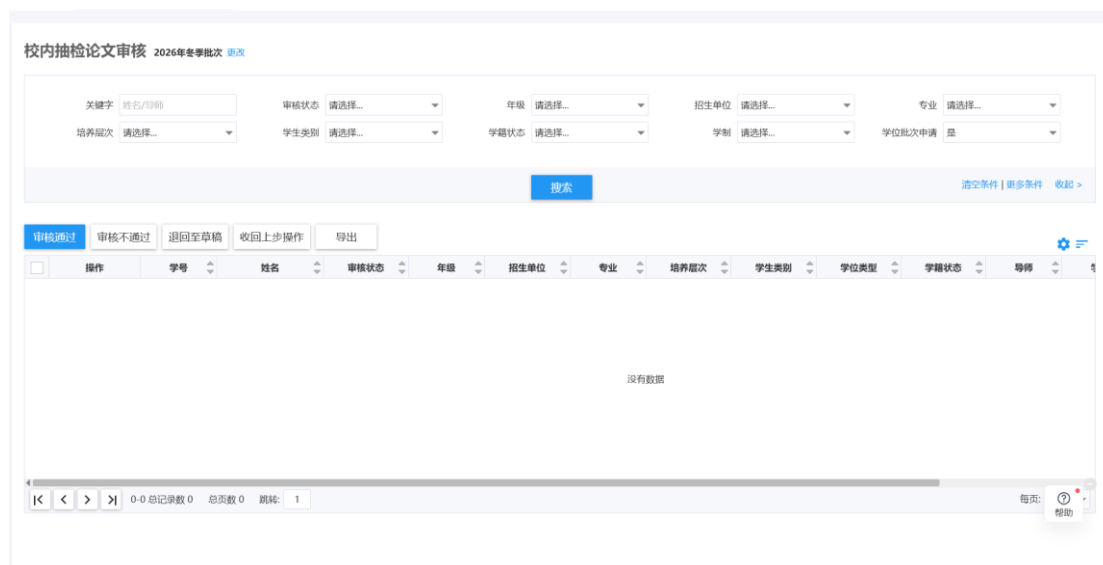 校内抽检论文审核 2026年冬季批次 更改
关键字 姓名/导师 审核状态 请选择... 年级 请选择... 招生单位 请选择... 专业 请选择...
培养层次 请选择... 学生类别 请选择... 学籍状态 请选择... 学制 请选择... 学位批次申请 是
搜索 清空条件 | 更多条件 收起 >
审核通过 审核不通过 退回至草稿 收回上步操作 导出
操作 学号 姓名 审核状态 年级 招生单位 专业 培养层次 学生类别 学位类型 学籍状态 导师
没有数据
0-0 总记录数 0 总页数 0 跳转: 1 每页:
帮助